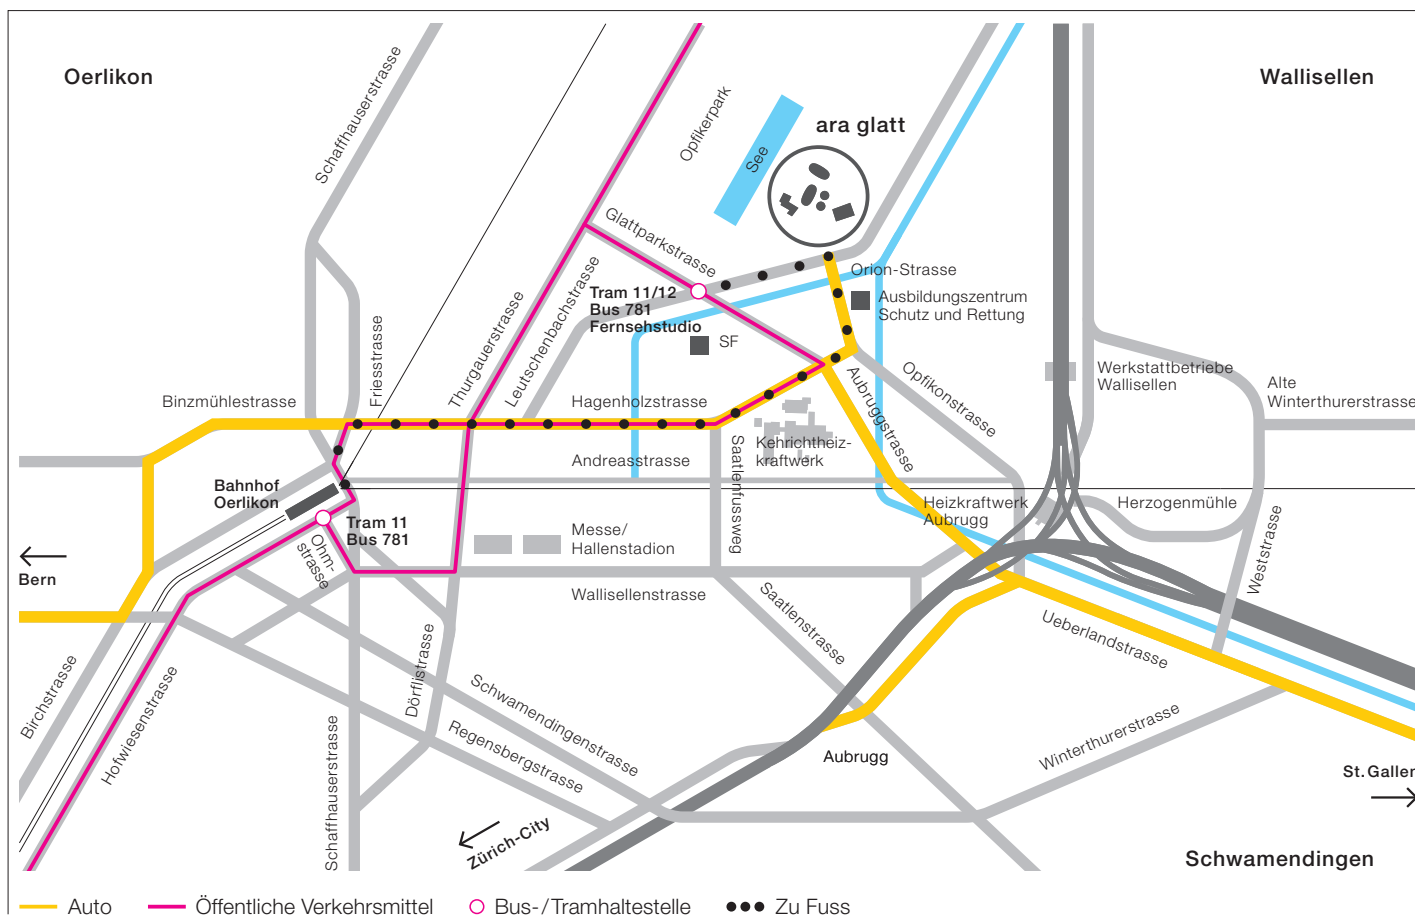 Oerlikon
Wallisellen
Schaffhauserstrasse
Opfikerpark
See
ara glatt
Glattparkstrasse
Orion-Strasse
Tram 11/12
Bus 781
Fernsehstudio
Ausbildungszentrum
Schutz und Rettung
SF
Friesstrasse
Thurgauerstrasse
Leutschenbachstrasse
Binzmühlestrasse
Hagenholzstrasse
Aubruggstrasse
Opfikonstrasse
Werkstattbetriebe
Wallisellen
Alte
Winterthurerstrasse
Kehrichtheiz-
kraftwerk
Andreasstrasse
Saatlenfussweg
Bahnhof
Oerlikon
Tram 11
Bus 781
Ohm-
strasse
Messe/
Hallenstadion
Heizkraftwerk
Aubrugg
Herzogenmühle
Weststrasse
Bern
Wallisellenstrasse
Saatlenstrasse
Ueberlandstrasse
Birchstrasse
Hofwiesenstrasse
Dörflistrasse
Schwamendingenstrasse
Regensbergstrasse
Schaffhauserstrasse
Aubrugg
Winterthurerstrasse
St. Gallen
Zürich-City
Schwamendingen
Auto
Öffentliche Verkehrsmittel
Bus-/Tramhaltestelle
Zu Fuss